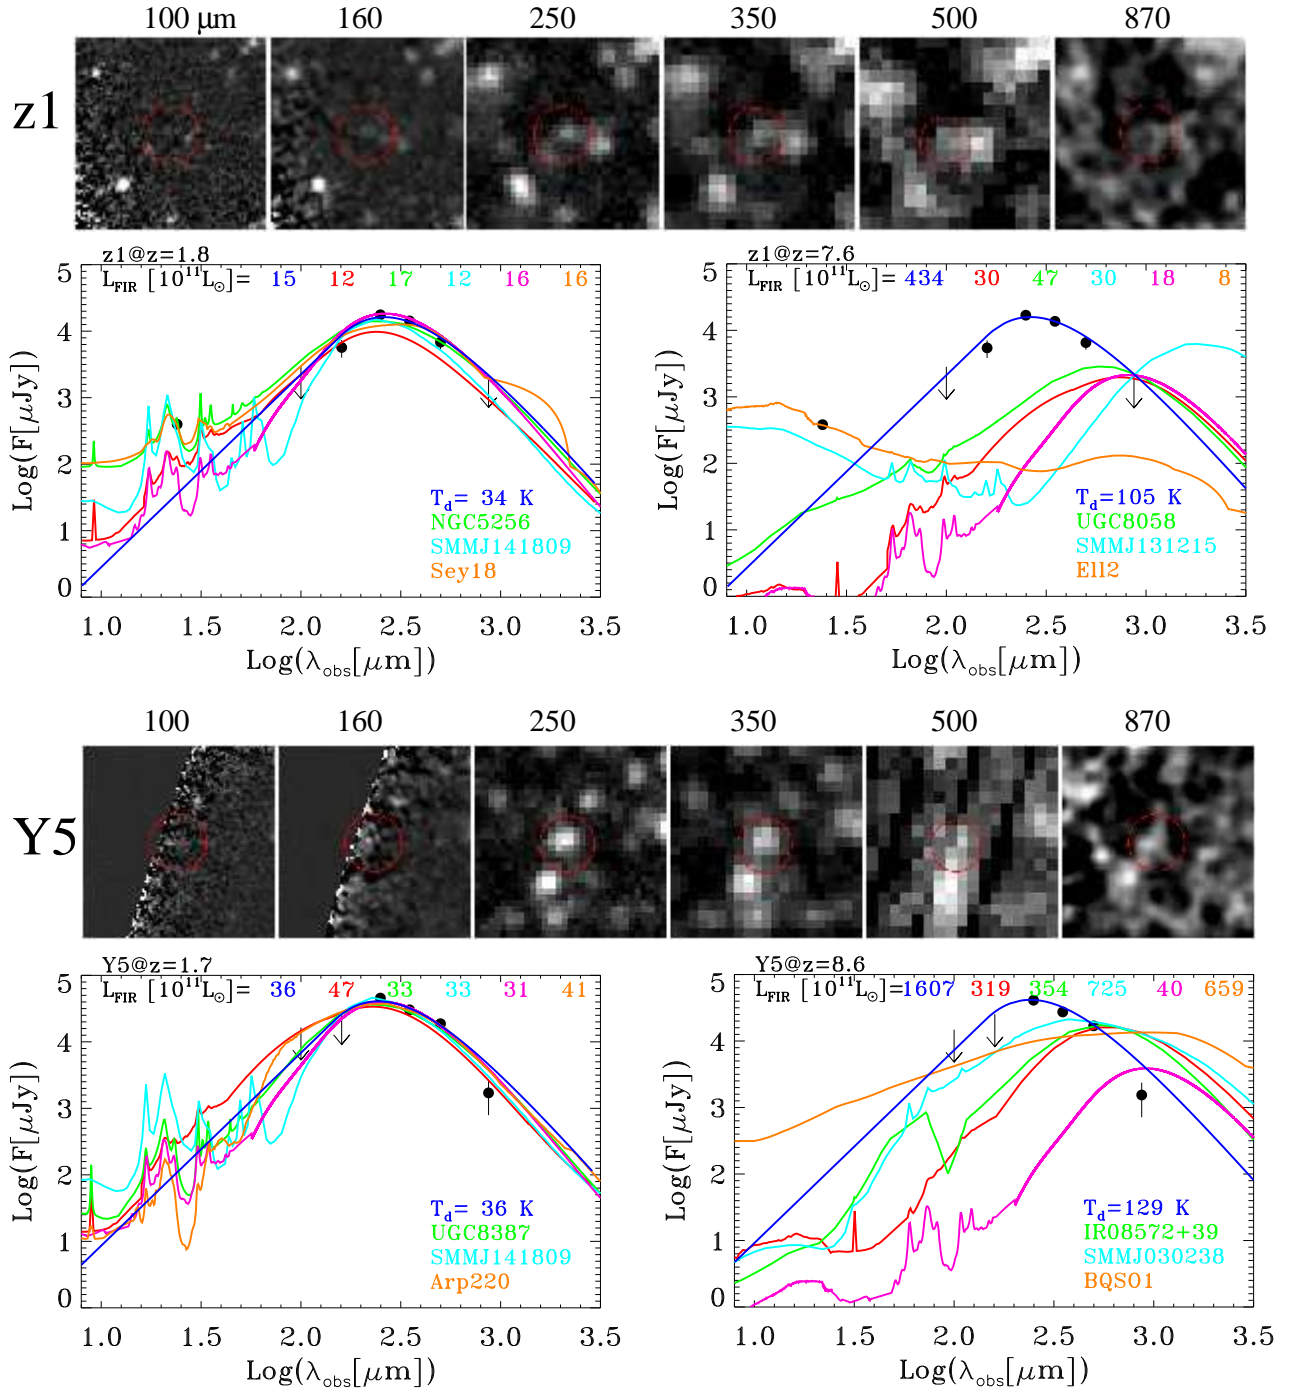 100 μm 160 250 350 500 870
z1
z1@z=1.8
L_FIR [10^11L_⊙]= 15 12 17 12 16 16
5
4
3
2
1
0
Log(F[μJy])
T_d= 34 K
NGC5256
SMMJ141809
Sey18
1.0 1.5 2.0 2.5 3.0 3.5
Log(λ_obs[μm])
z1@z=7.6
L_FIR [10^11L_⊙]= 434 30 47 30 18 8
5
4
3
2
1
0
Log(F[μJy])
T_d=105 K
UGC8058
SMMJ131215
Ell2
1.0 1.5 2.0 2.5 3.0 3.5
Log(λ_obs[μm])
100 160 250 350 500 870
Y5
Y5@z=1.7
L_FIR [10^11L_⊙]= 36 47 33 33 31 41
5
4
3
2
1
0
Log(F[μJy])
T_d= 36 K
UGC8387
SMMJ141809
Arp220
1.0 1.5 2.0 2.5 3.0 3.5
Log(λ_obs[μm])
Y5@z=8.6
L_FIR [10^11L_⊙]=1607 319 354 725 40 659
5
4
3
2
1
0
Log(F[μJy])
T_d=129 K
IR08572+39
SMMJ030238
BQSO1
1.0 1.5 2.0 2.5 3.0 3.5
Log(λ_obs[μm])